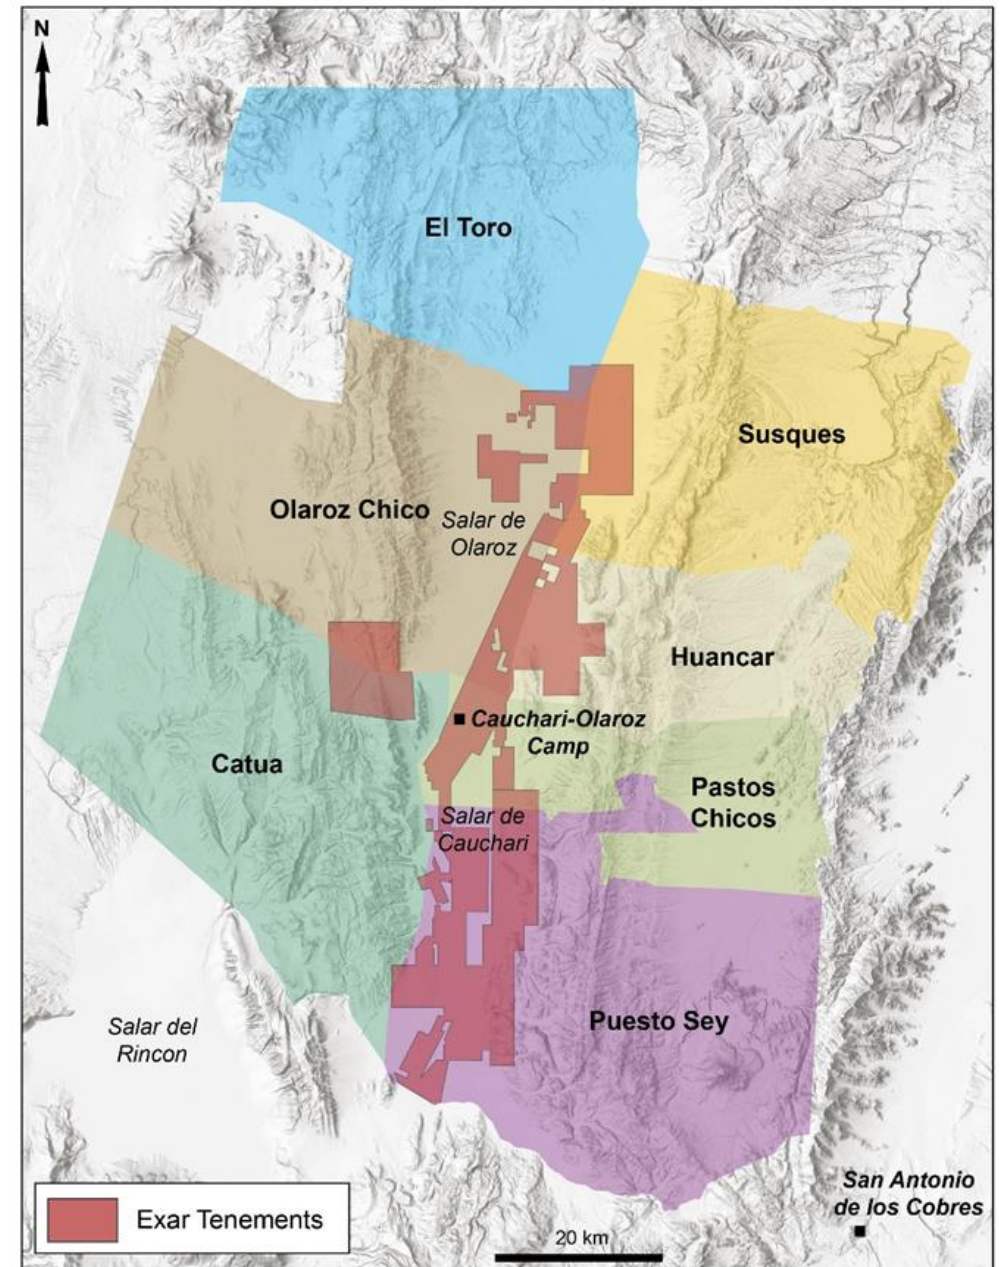 N
El Toro
Susques
Olaroz Chico
Salar de
Olaroz
Huancar
Cauchari-Olaroz
Camp
Catua
Pastos
Chicos
Salar de
Cauchari
Puesto Sey
Salar del
Rincon
San Antonio
de los Cobres
Exar Tenements
20 km